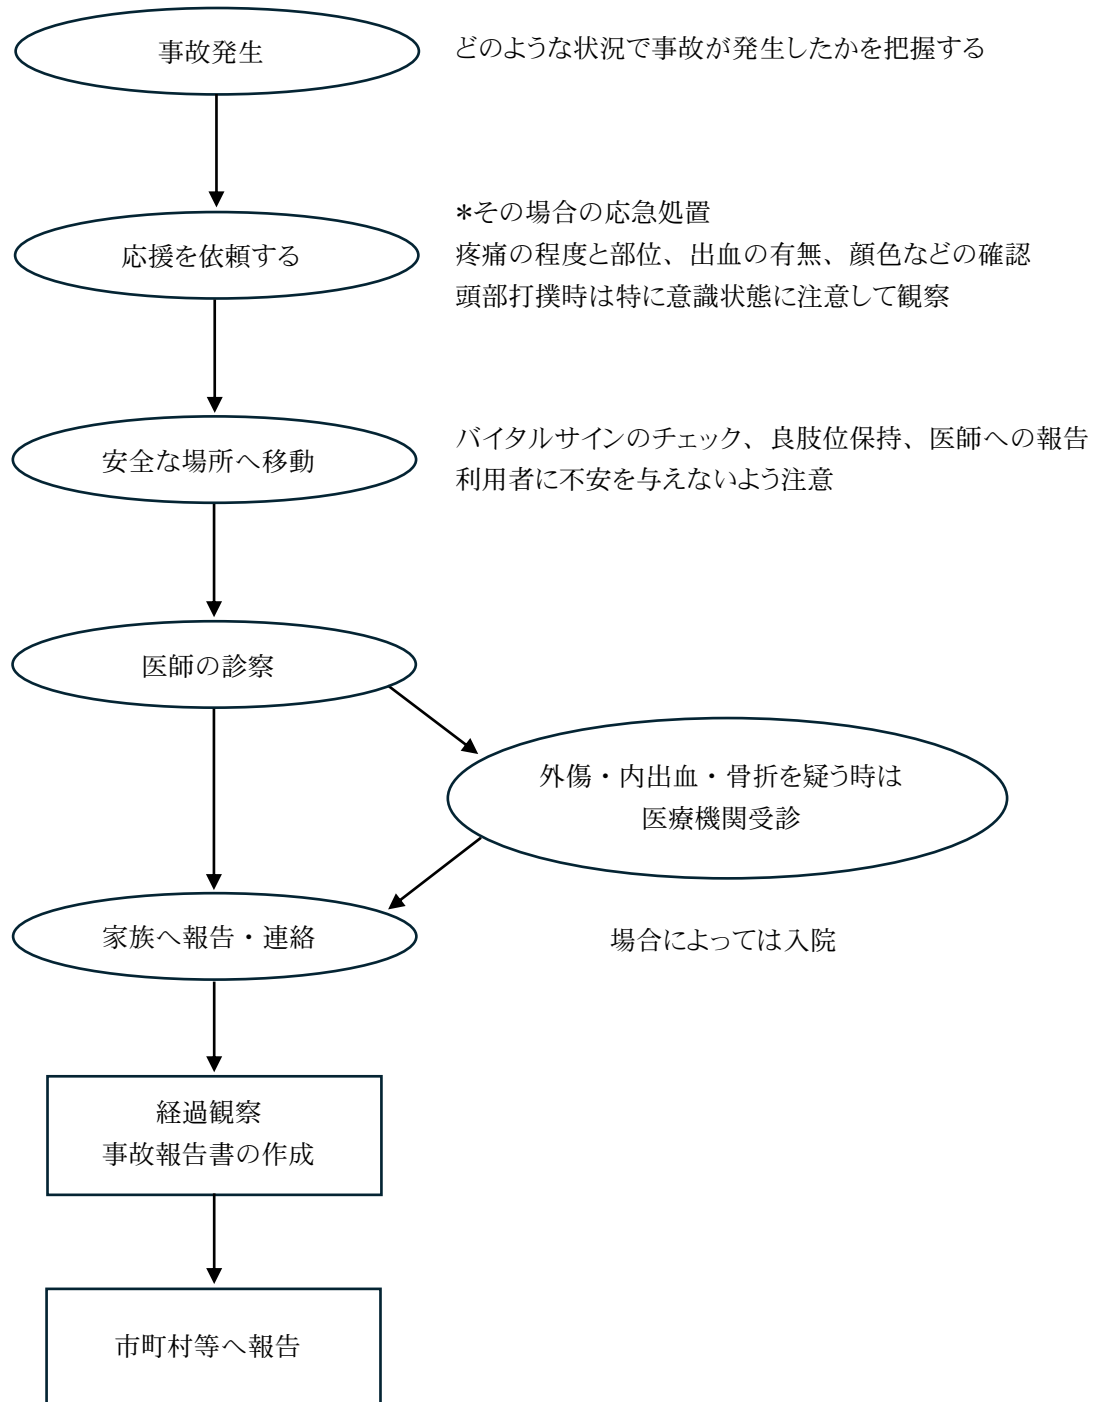 事故発生
どのような状況で事故が発生したかを把握する
*その場合の応急処置
応援を依頼する
疼痛の程度と部位、出血の有無、顔色などの確認
頭部打撲時は特に意識状態に注意して観察
安全な場所へ移動
バイタルサインのチェック、良肢位保持、医師への報告
利用者に不安を与えないよう注意
医師の診察
外傷・内出血・骨折を疑う時は
医療機関受診
家族へ報告・連絡
場合によっては入院
経過観察
事故報告書の作成
市町村等へ報告